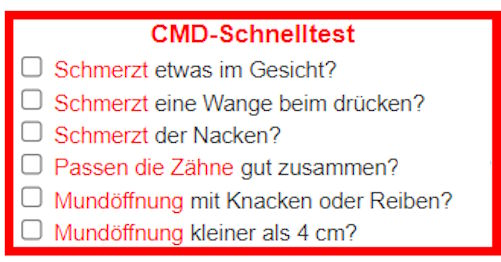 CMD-Schnelltest
Schmerzt etwas im Gesicht?
Schmerzt eine Wange beim drücken?
Schmerzt der Nacken?
Passen die Zähne gut zusammen?
Mundöffnung mit Knacken oder Reiben?
Mundöffnung kleiner als 4 cm?